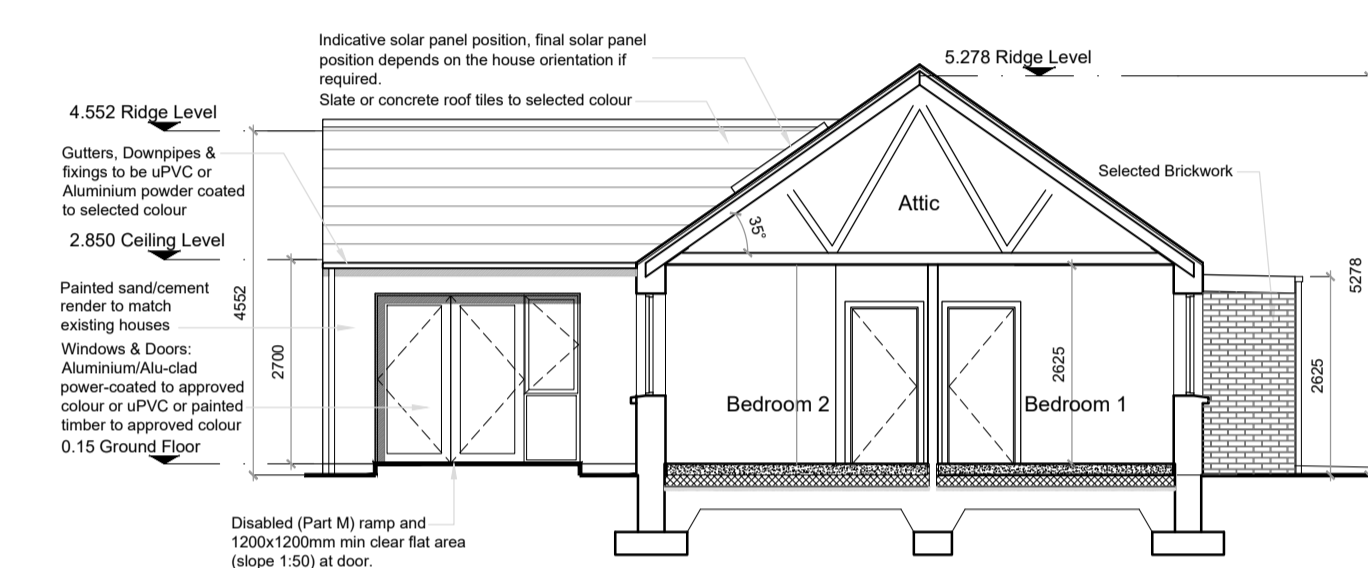 Indicative solar panel position, final solar panel
position depends on the house orientation if
required.
Slate or concrete roof tiles to selected colour
5.278 Ridge Level
4.552 Ridge Level
Gutters, Downpipes &
fixings to be uPVC or
Aluminium powder coated
to selected colour
2.850 Ceiling Level
Painted sand/cement
render to match
existing houses
Windows & Doors:
Aluminium/Alu-clad
power-coated to approved
colour or uPVC or painted
timber to approved colour
0.15 Ground Floor
Disabled (Part M) ramp and
1200x1200mm min clear flat area
(slope 1:50) at door.
4552
2700
35°
Attic
Bedroom 2
2625
Bedroom 1
Selected Brickwork
2625
5278